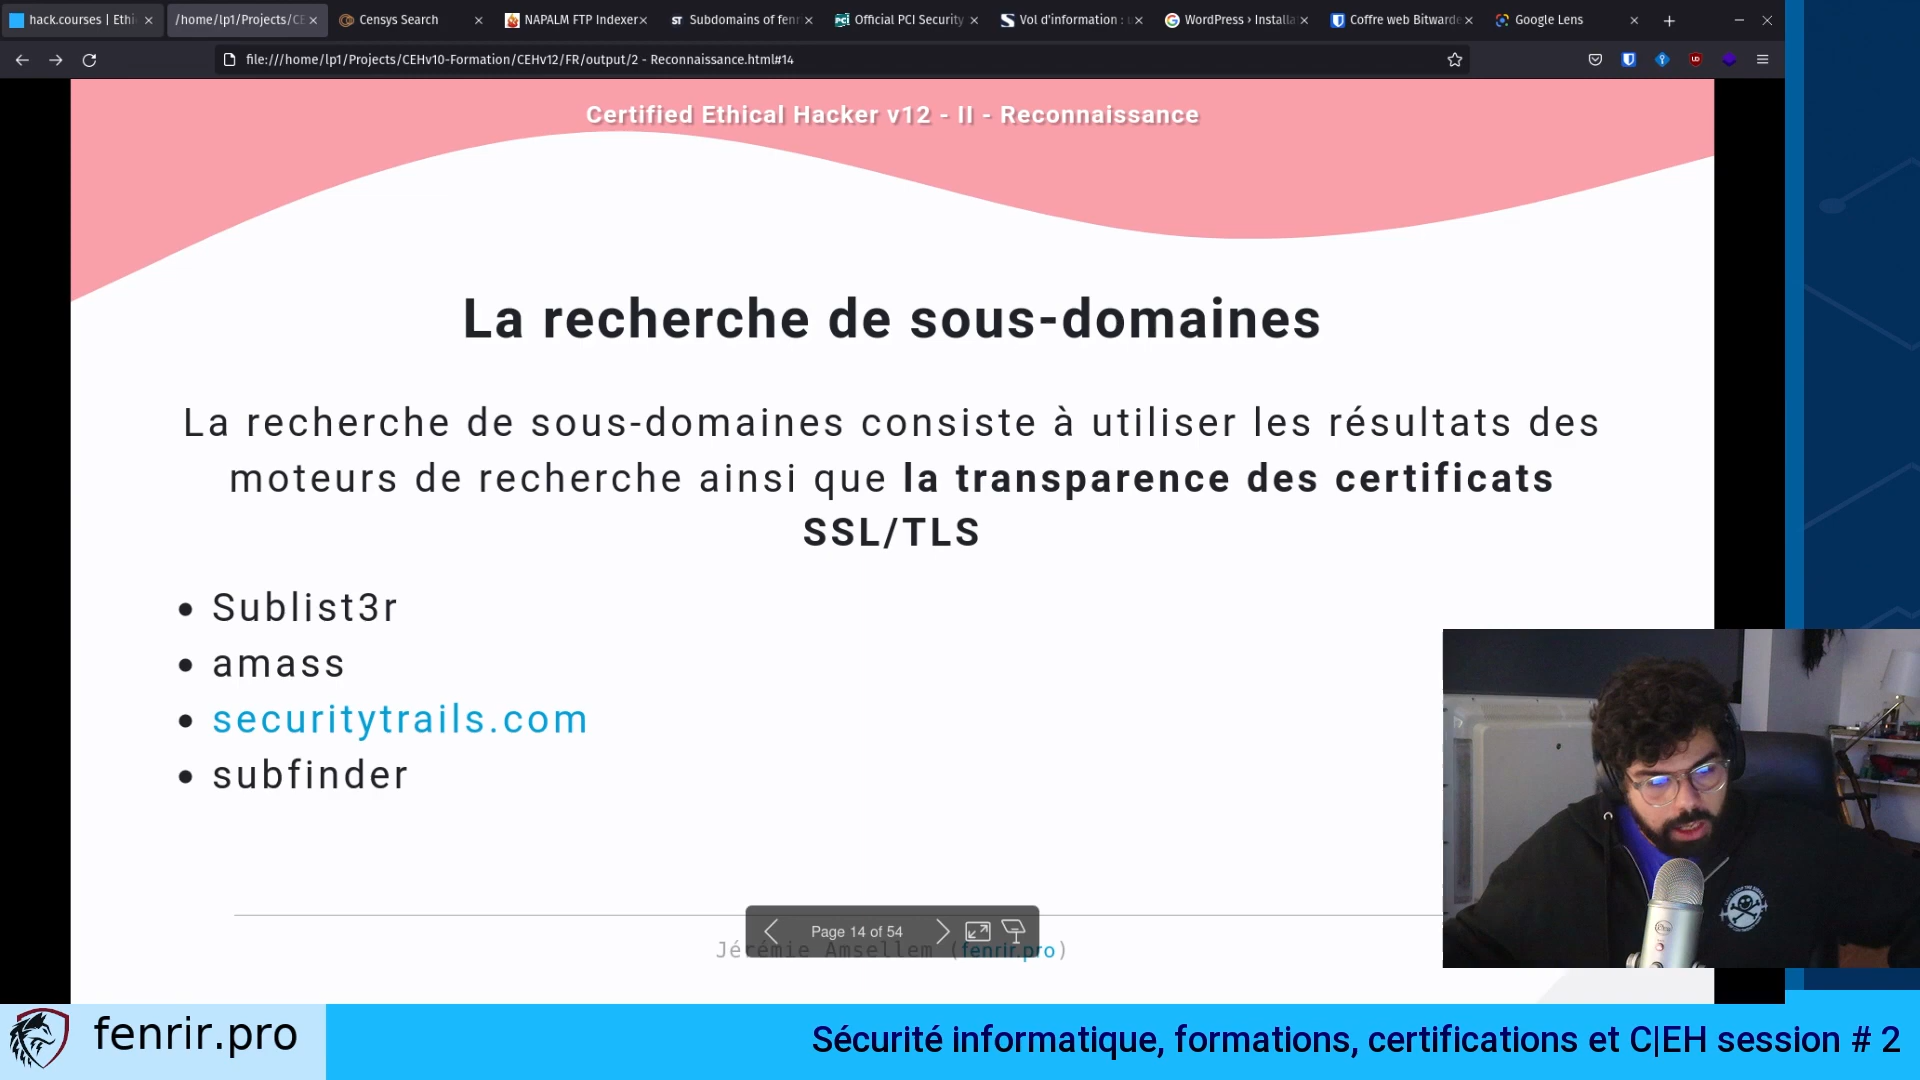 hack.courses | Ethi
/home/lp1/Projects/CE
Censys Search
NAPALM FTP Indexer
ST Subdomains of fenr
PCI Official PCI Security
Vol d'information : u
WordPress › Installa
Coffre web Bitwarde
Google Lens
file:///home/lp1/Projects/CEHv10-Formation/CEHv12/FR/output/2 - Reconnaissance.html#14
Certified Ethical Hacker v12 - II - Reconnaissance
La recherche de sous-domaines
La recherche de sous-domaines consiste à utiliser les résultats des
moteurs de recherche ainsi que la transparence des certificats
SSL/TLS
• Sublist3r
• amass
• securitytrails.com
• subfinder
Page 14 of 54
Jérémie Amsellem (fenrir.pro)
fenrir.pro
Sécurité informatique, formations, certifications et C|EH session # 2